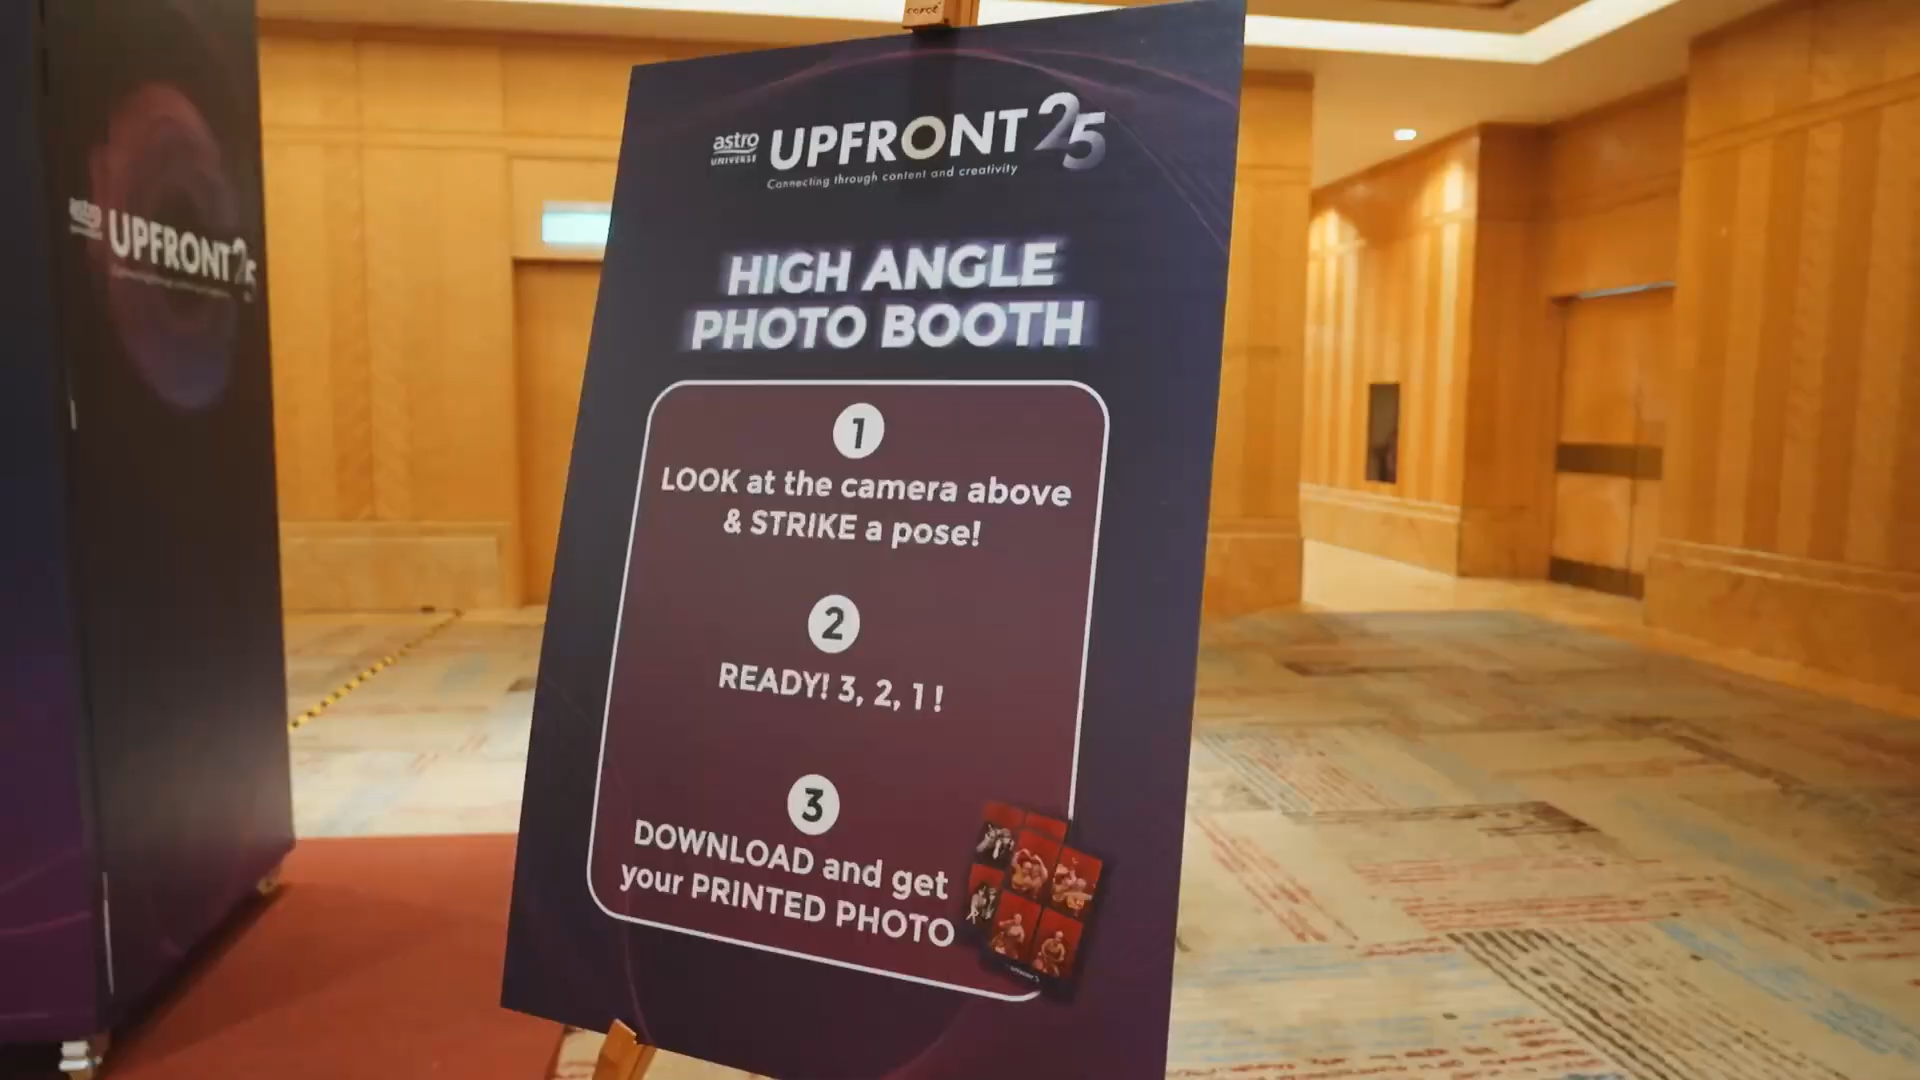 astro
UNIVERSE
UPFRONT 25
Connecting through content and creativity
HIGH ANGLE
PHOTO BOOTH
1
LOOK at the camera above
& STRIKE a pose!
2
READY! 3, 2, 1!
3
DOWNLOAD and get
your PRINTED PHOTO
astro
UPFRONT 25